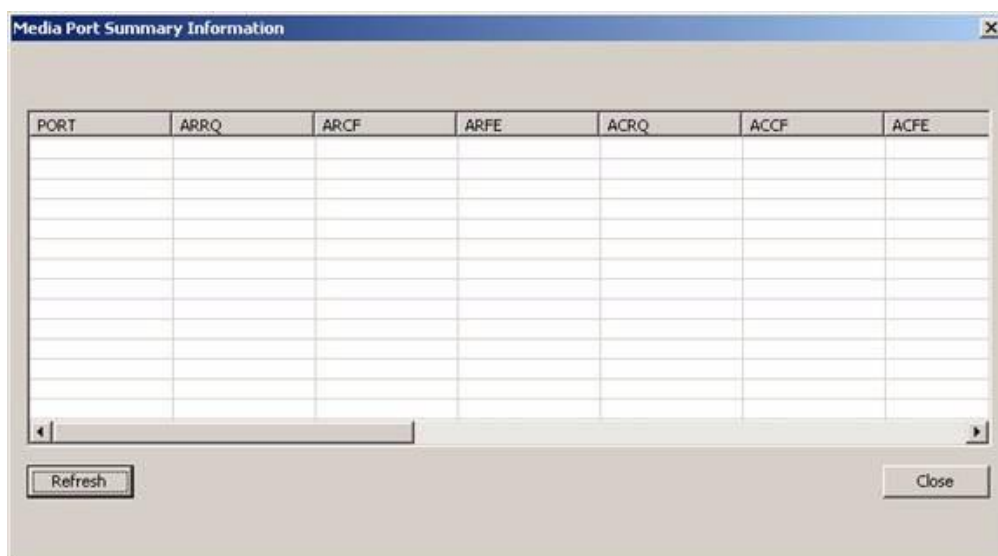 Media Port Summary Information
PORT ARRQ ARCF ARFE ACRQ ACCF ACFE
Refresh Close